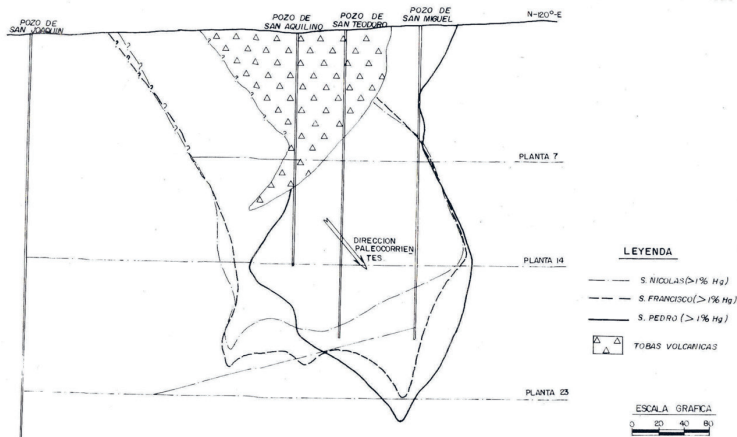 POZO DE
SAN JOAQUIN
POZO DE
SAN AQUILINO
POZO DE
SAN TEODORO
POZO DE
SAN MIGUEL
N-120º-E
PLANTA 7
DIRECCION
PALEOCORRIEN
TES
PLANTA 14
PLANTA 23
LEYENDA
S. NICOLAS (>1% Hg)
S. FRANCISCO (>1% Hg)
S. PEDRO (>1% Hg)
TOBAS VOLCANICAS
ESCALA GRAFICA
0 20 40 80